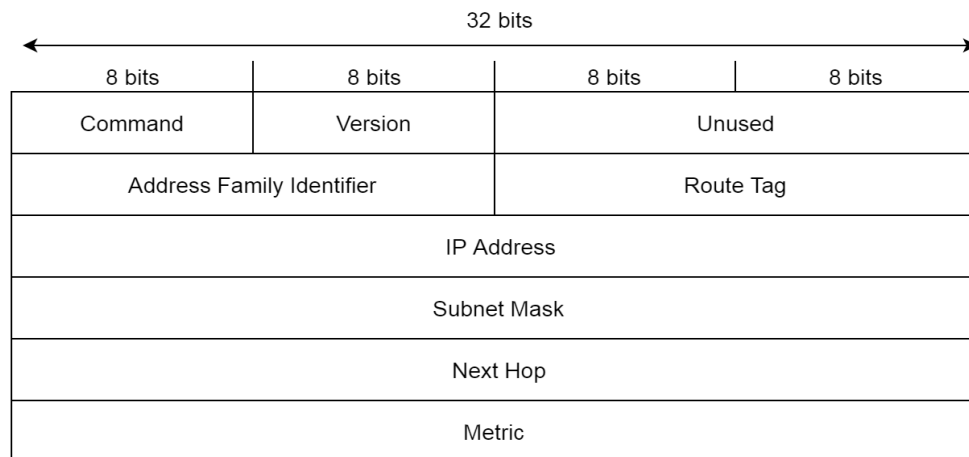 32 bits
8 bits 8 bits 8 bits 8 bits
Command Version Unused
Address Family Identifier Route Tag
IP Address
Subnet Mask
Next Hop
Metric